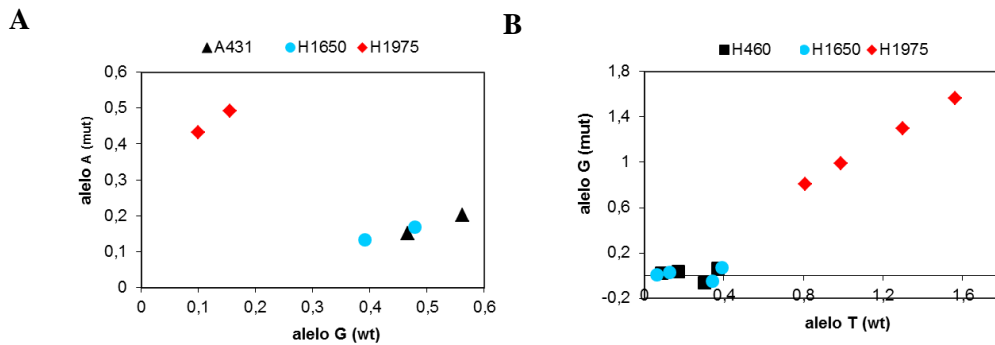 A
A431 H1650 H1975
0,6
0,5
0,4
0,3
0,2
0,1
0
alelo A (mut)
0 0,1 0,2 0,3 0,4 0,5 0,6
alelo G (wt)
B
H460 H1650 H1975
1,8
1,4
1
0,6
0,2
-0,2
alelo G (mut)
0 0,4 0,8 1,2 1,6
alelo T (wt)